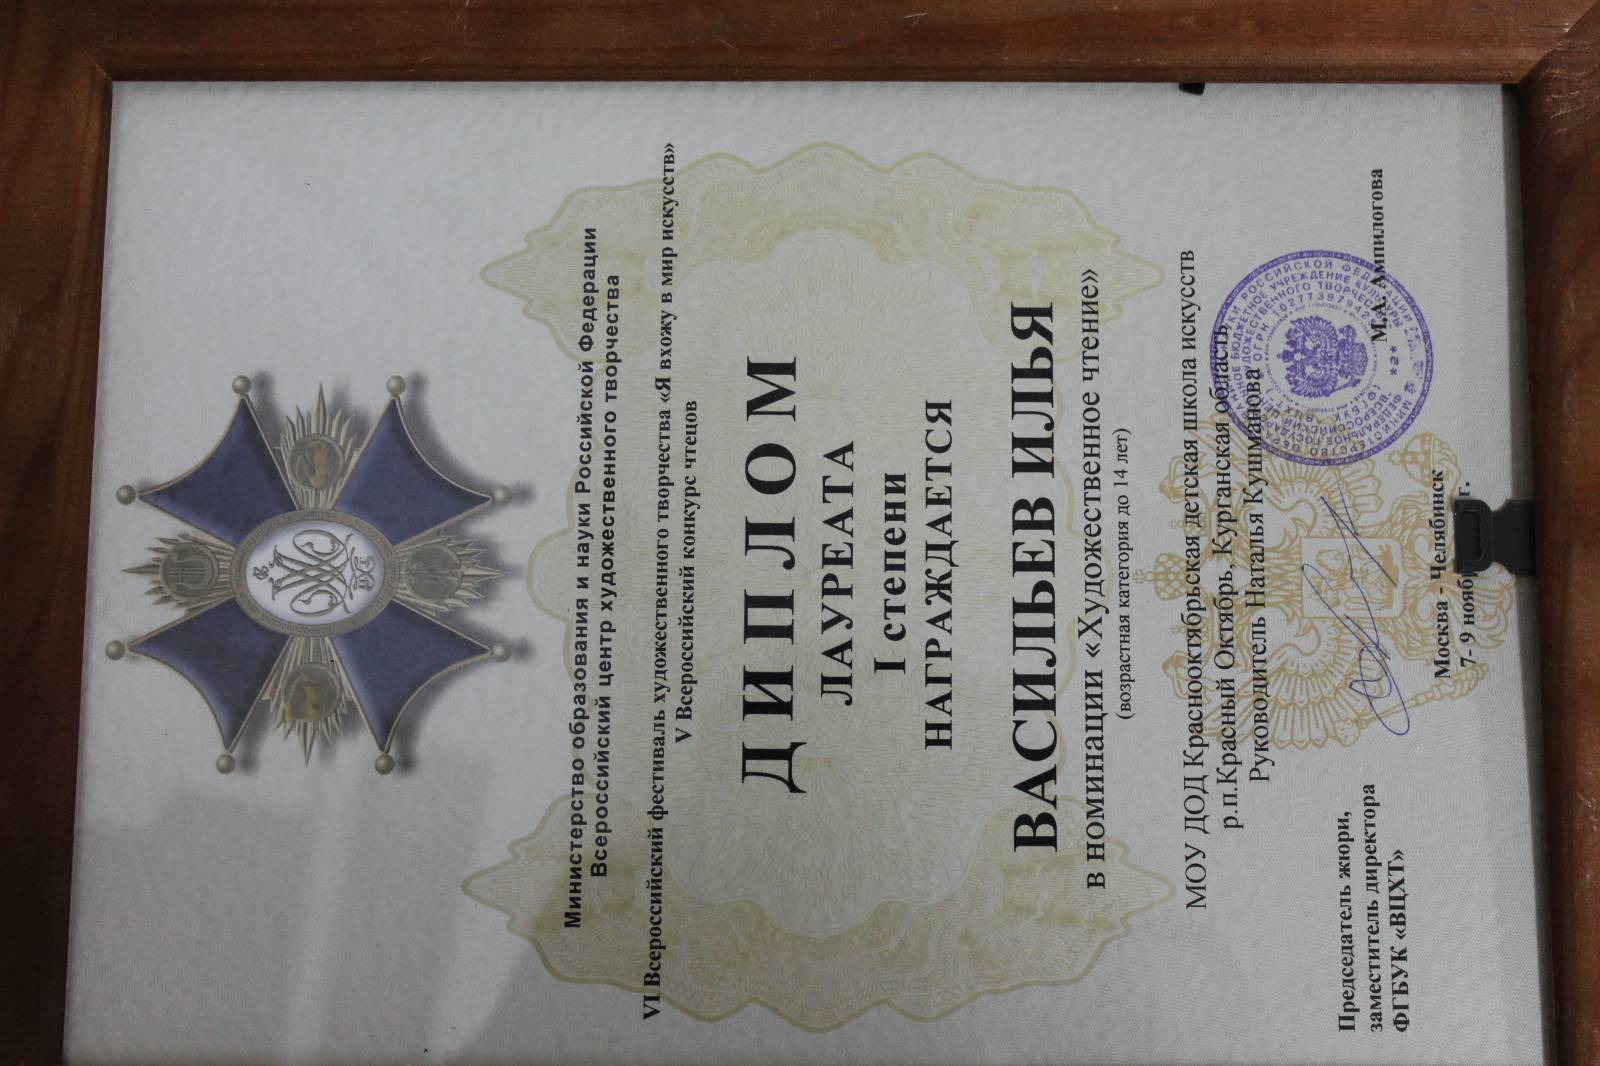 Министерство образования и науки Российской Федерации
Всероссийский центр художественного творчества
VI Всероссийский фестиваль художественного творчества «Я вхожу в мир искусств»
V Всероссийский конкурс чтецов
ДИПЛОМ
ЛАУРЕАТА
I степени
НАГРАЖДАЕТСЯ
ВАСИЛЬЕВ ИЛЬЯ
в номинации «Художественное чтение»
(возрастная категория до 14 лет)
МОУ ДОД Краснооктябрьская детская школа искусств
р.п.Красный Октябрь, Курганская область,
Руководитель Наталья Кушманова
Председатель жюри,
заместитель директора
ФГБУК «ВЦХТ»
М.А. Ампилогова
Москва - Челябинск
7- 9 ноября г.